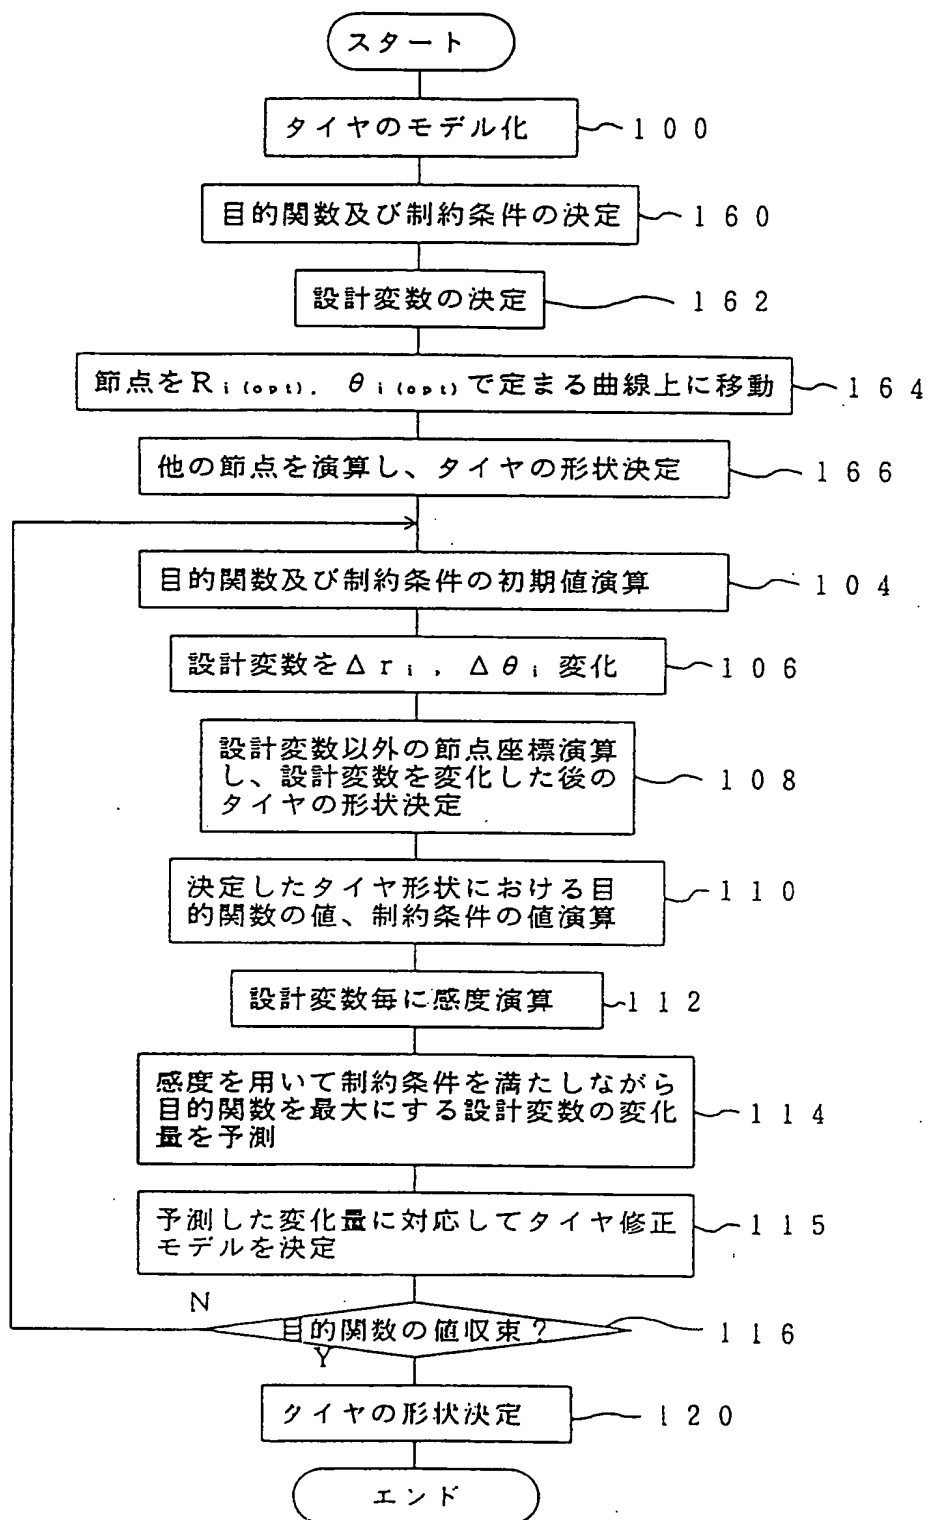 スタート
タイヤのモデル化
100
目的関数及び制約条件の決定
160
設計変数の決定
162
節点をRi(opt), θi(opt)で定まる曲線上に移動
164
他の節点を演算し、タイヤの形状決定
166
目的関数及び制約条件の初期値演算
104
設計変数をΔri, Δθi変化
106
設計変数以外の節点座標演算
し、設計変数を変化した後の
タイヤの形状決定
108
決定したタイヤ形状における目
的関数の値、制約条件の値演算
110
設計変数毎に感度演算
112
感度を用いて制約条件を満たしながら
目的関数を最大にする設計変数の変化
量を予測
114
予測した変化量に対応してタイヤ修正
モデルを決定
115
N
目的関数の値収束?
116
Y
タイヤの形状決定
120
エンド